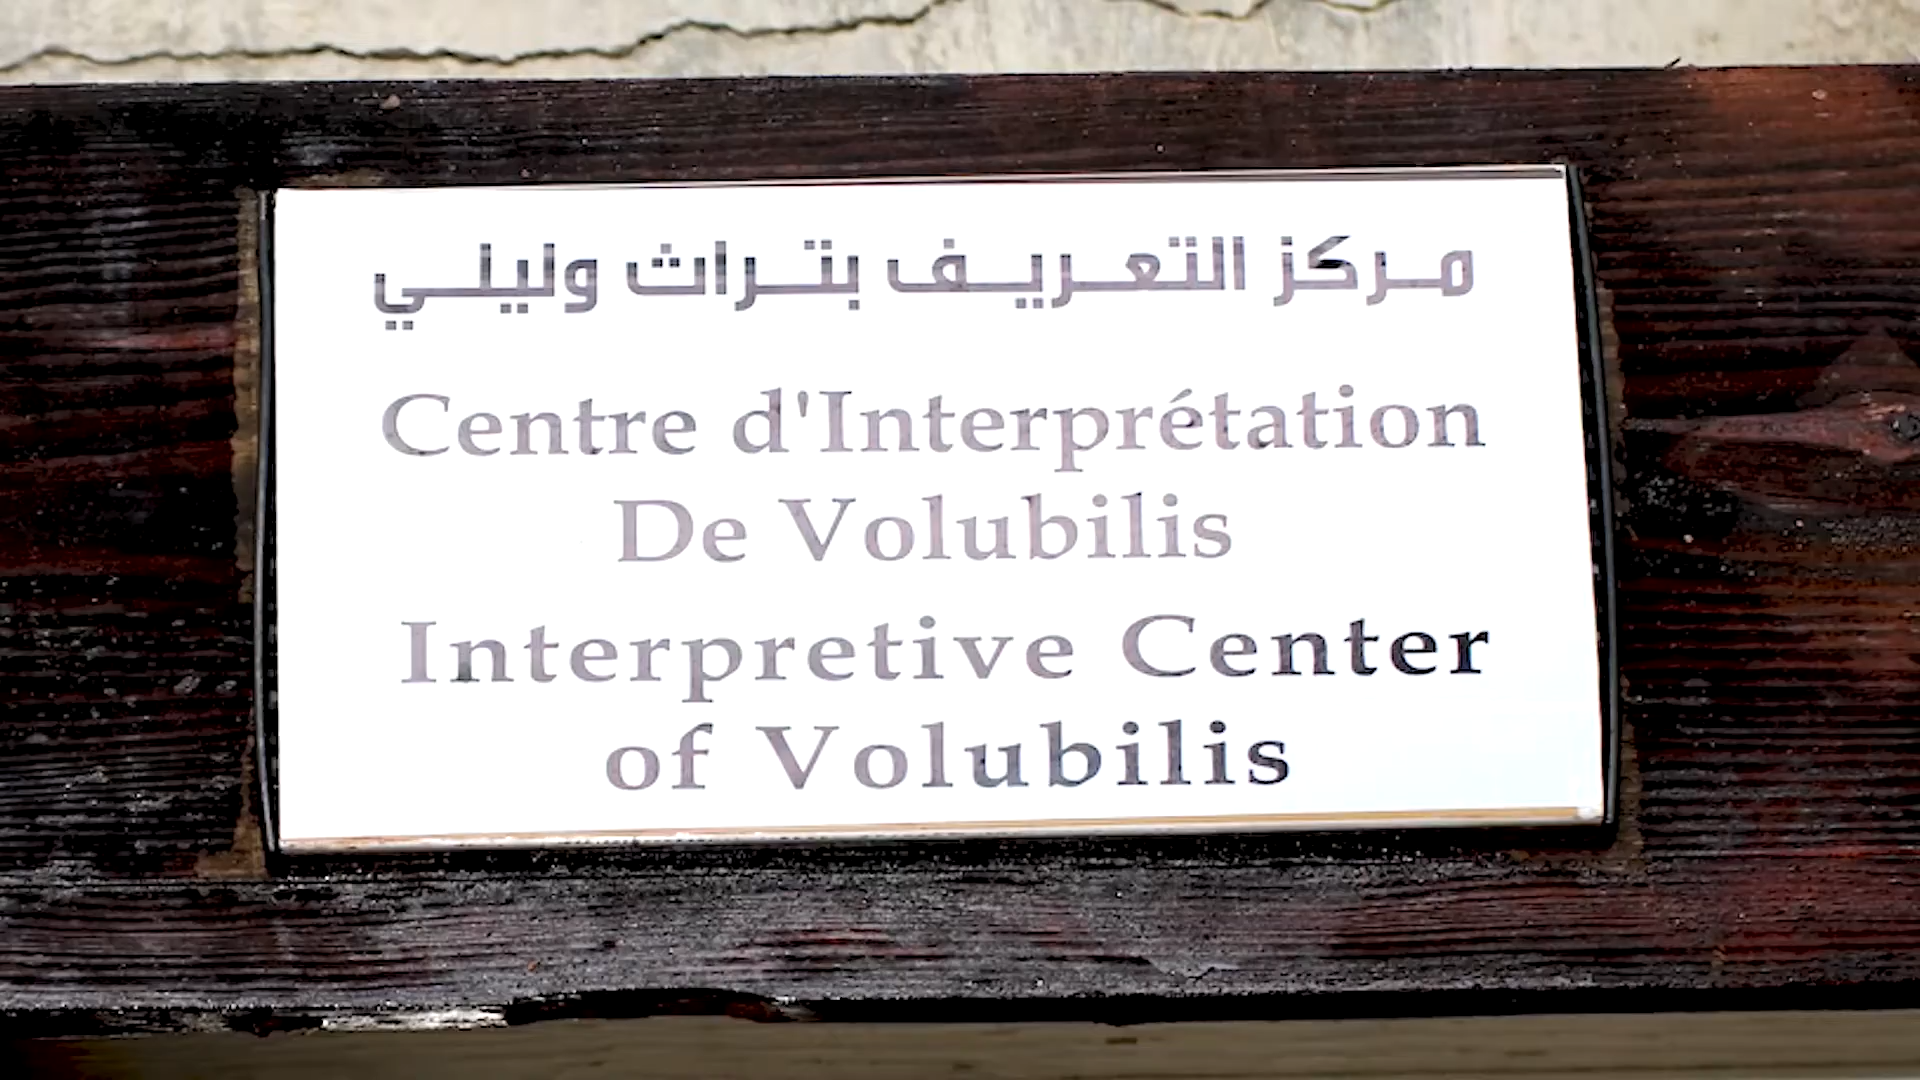 مركز التعريف بتراث وليلي
Centre d'Interprétation
De Volubilis
Interpretive Center
of Volubilis